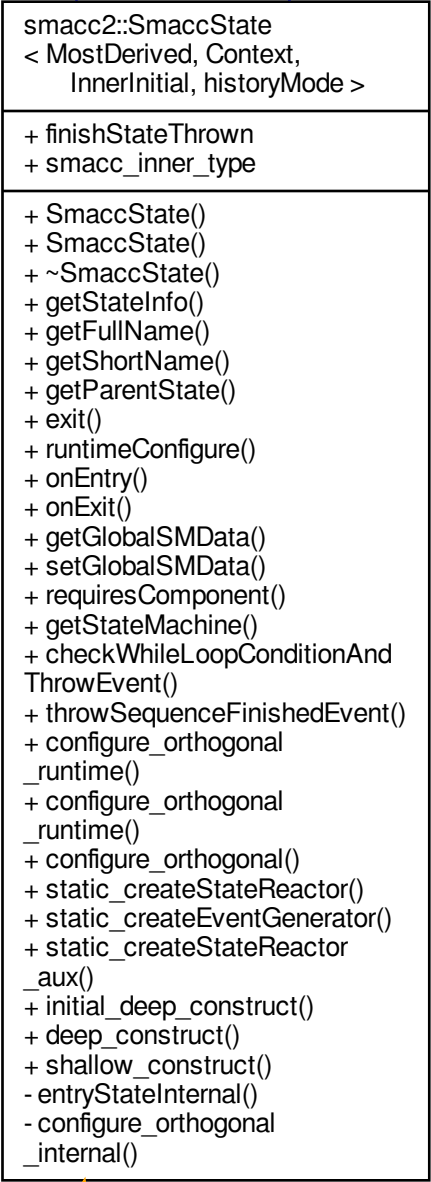 smacc2::SmaccState
< MostDerived, Context,
InnerInitial, historyMode >
+ finishStateThrown
+ smacc_inner_type
+ SmaccState()
+ SmaccState()
+ ~SmaccState()
+ getStateInfo()
+ getFullName()
+ getShortName()
+ getParentState()
+ exit()
+ runtimeConfigure()
+ onEntry()
+ onExit()
+ getGlobalSMData()
+ setGlobalSMData()
+ requiresComponent()
+ getStateMachine()
+ checkWhileLoopConditionAnd
ThrowEvent()
+ throwSequenceFinishedEvent()
+ configure_orthogonal
_runtime()
+ configure_orthogonal
_runtime()
+ configure_orthogonal()
+ static_createStateReactor()
+ static_createEventGenerator()
+ static_createStateReactor
_aux()
+ initial_deep_construct()
+ deep_construct()
+ shallow_construct()
- entryStateInternal()
- configure_orthogonal
_internal()